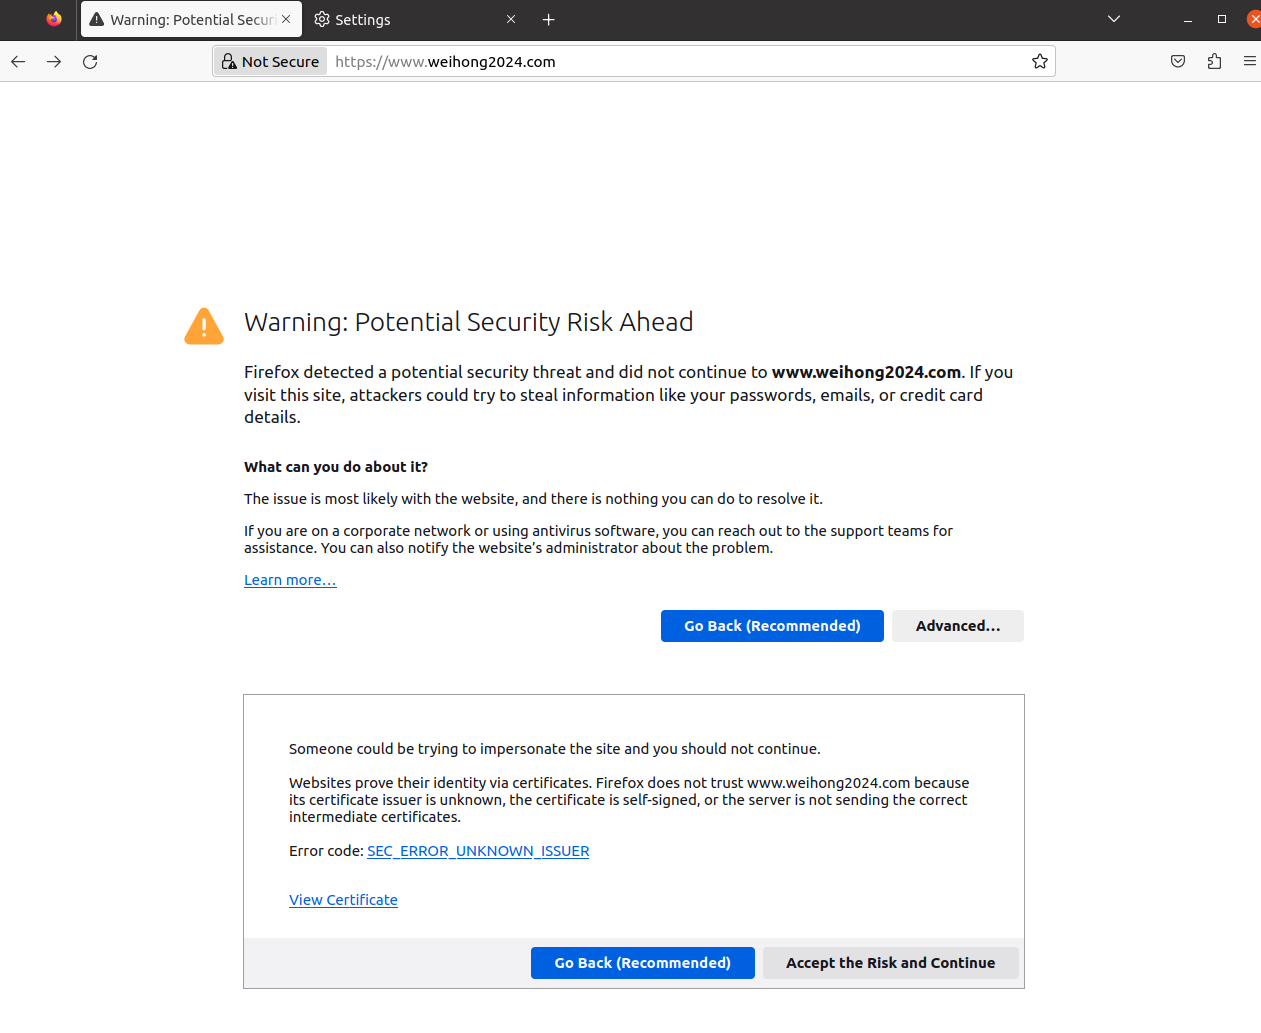 Warning: Potential Securi
Settings
Not Secure
https://www.weihong2024.com
Warning: Potential Security Risk Ahead
Firefox detected a potential security threat and did not continue to www.weihong2024.com. If you
visit this site, attackers could try to steal information like your passwords, emails, or credit card
details.
What can you do about it?
The issue is most likely with the website, and there is nothing you can do to resolve it.
If you are on a corporate network or using antivirus software, you can reach out to the support teams for
assistance. You can also notify the website’s administrator about the problem.
Learn more…
Go Back (Recommended)
Advanced…
Someone could be trying to impersonate the site and you should not continue.
Websites prove their identity via certificates. Firefox does not trust www.weihong2024.com because
its certificate issuer is unknown, the certificate is self-signed, or the server is not sending the correct
intermediate certificates.
Error code: SEC_ERROR_UNKNOWN_ISSUER
View Certificate
Go Back (Recommended)
Accept the Risk and Continue